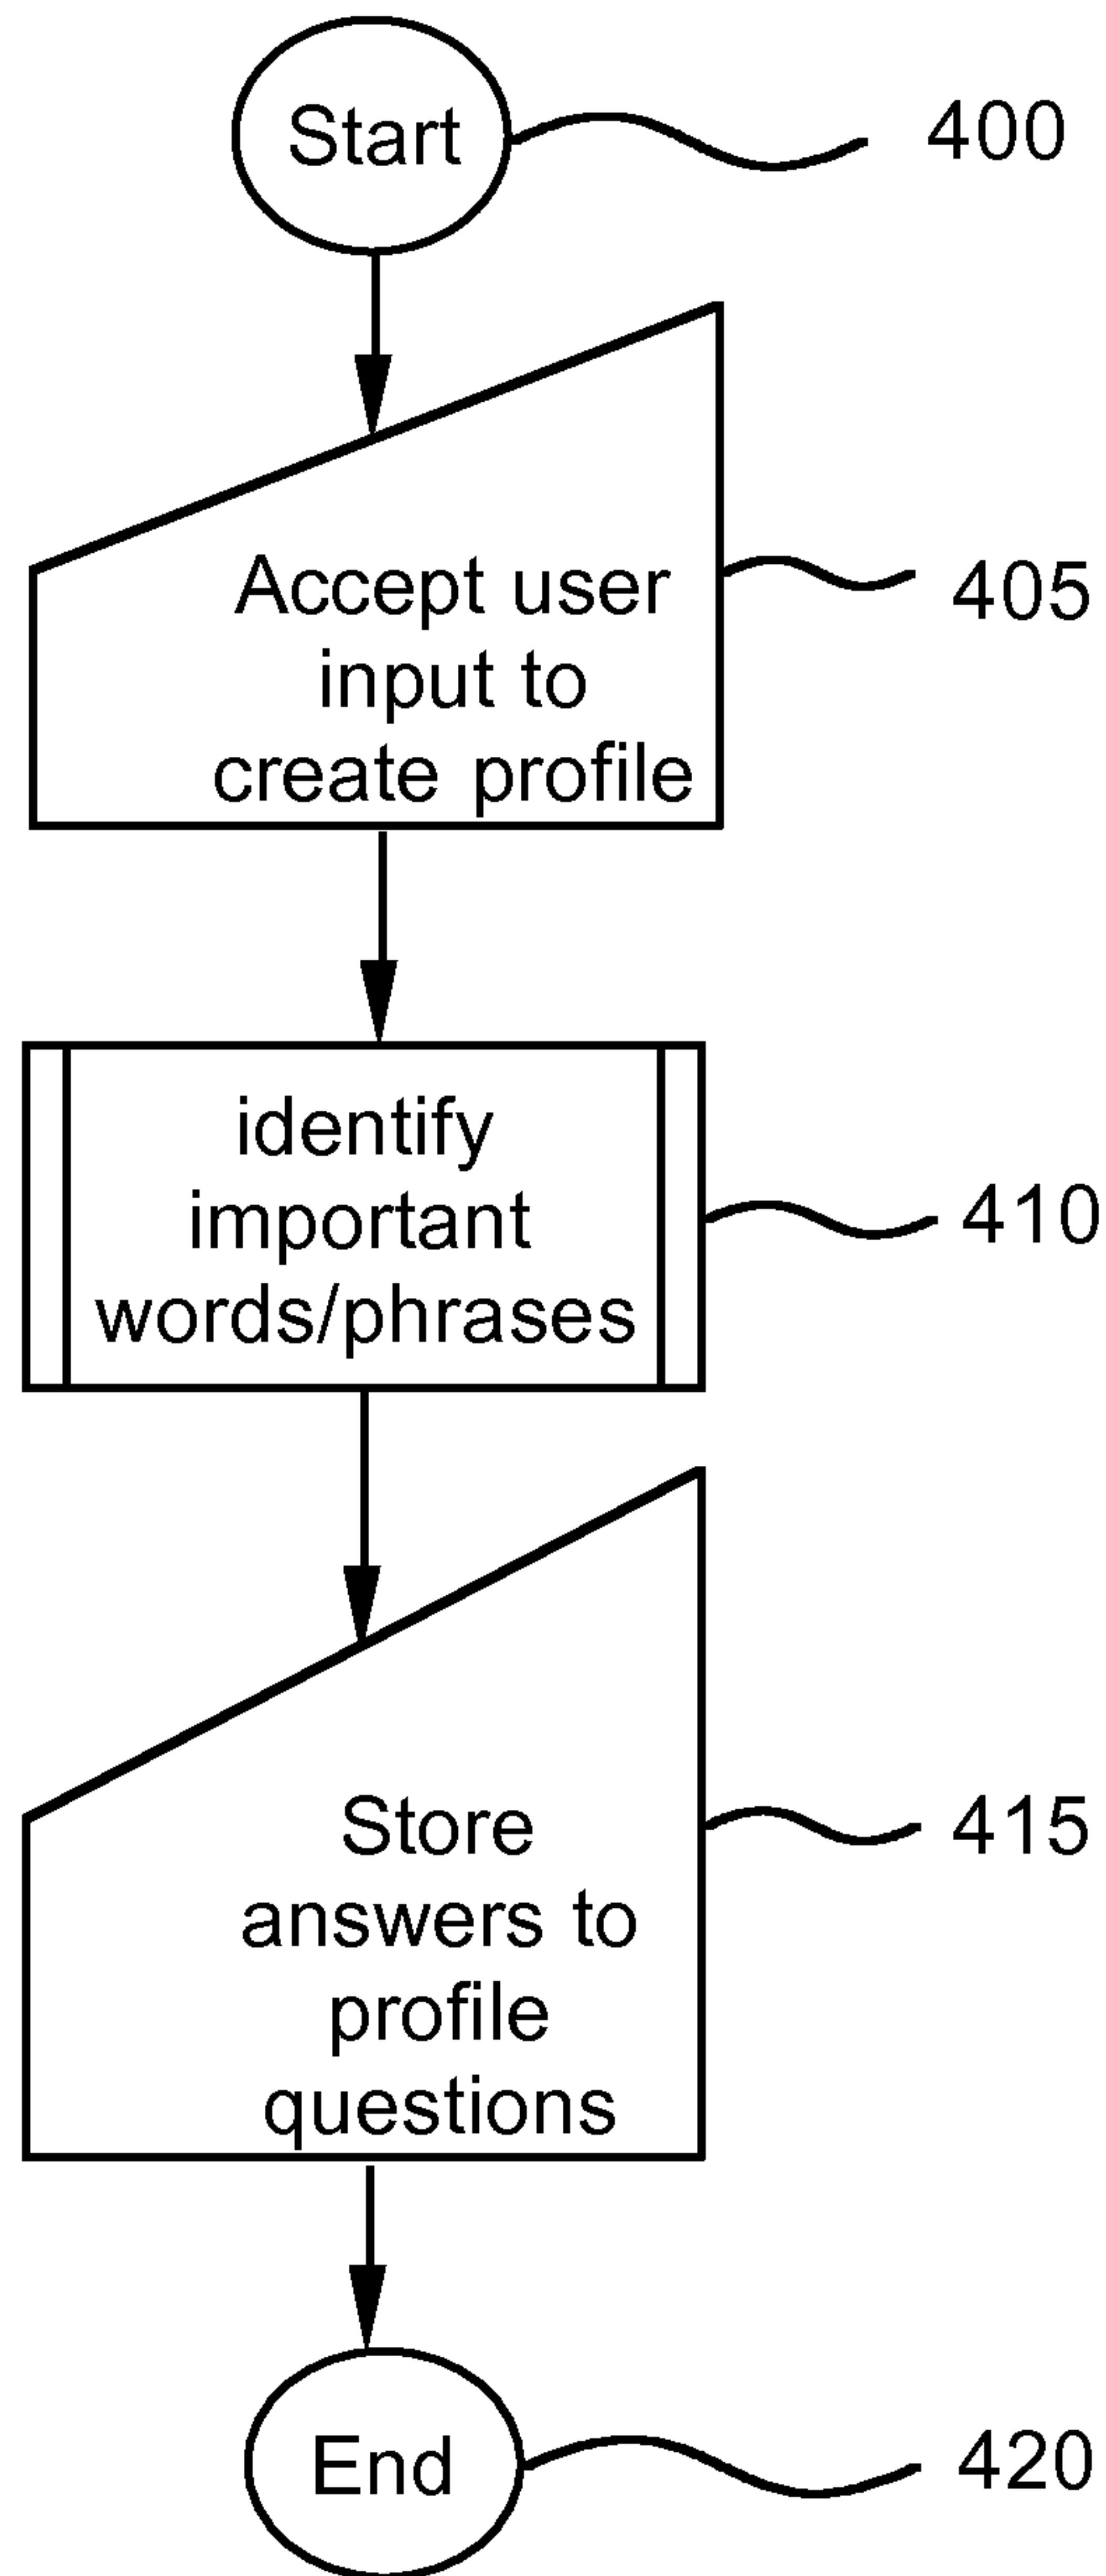 Start
400
Accept user
input to
create profile
405
identify
important
words/phrases
410
Store
answers to
profile
questions
415
End
420